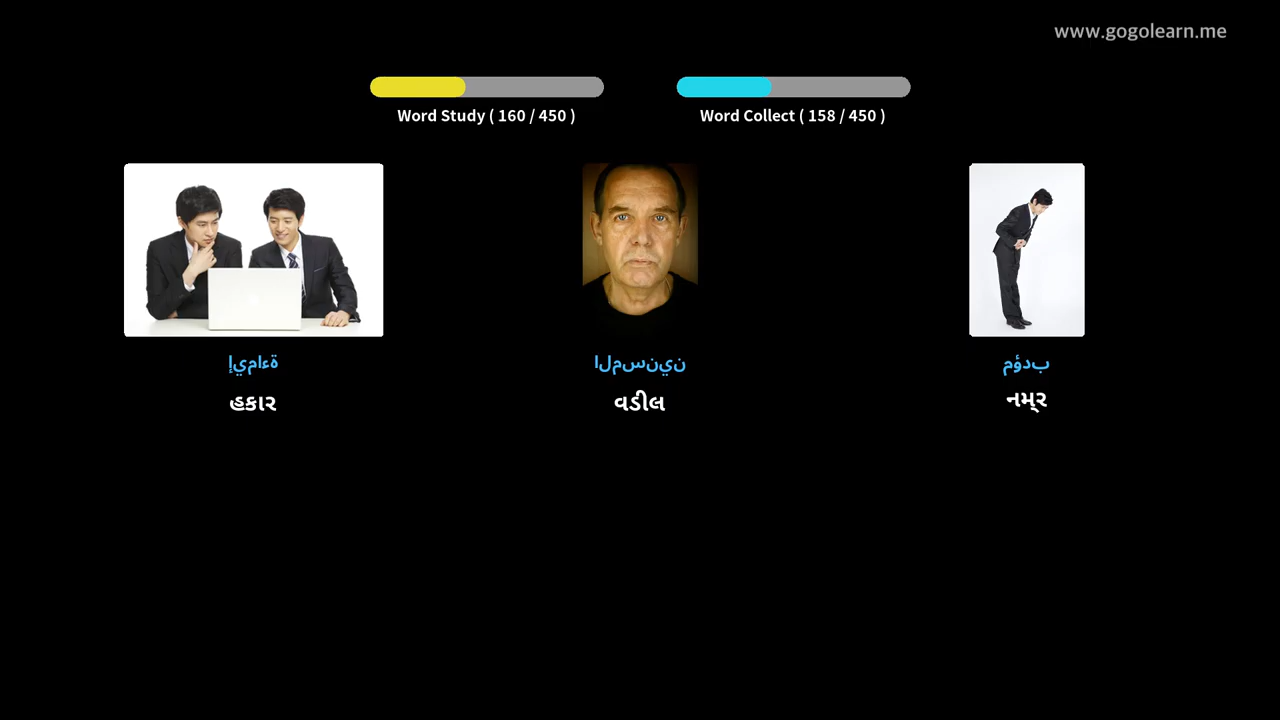 www.gogolearn.me
Word Study ( 160 / 450 )
Word Collect ( 158 / 450 )
إيماءة
المسنين
مؤدب
હકાર
વડીલ
નમ્ર